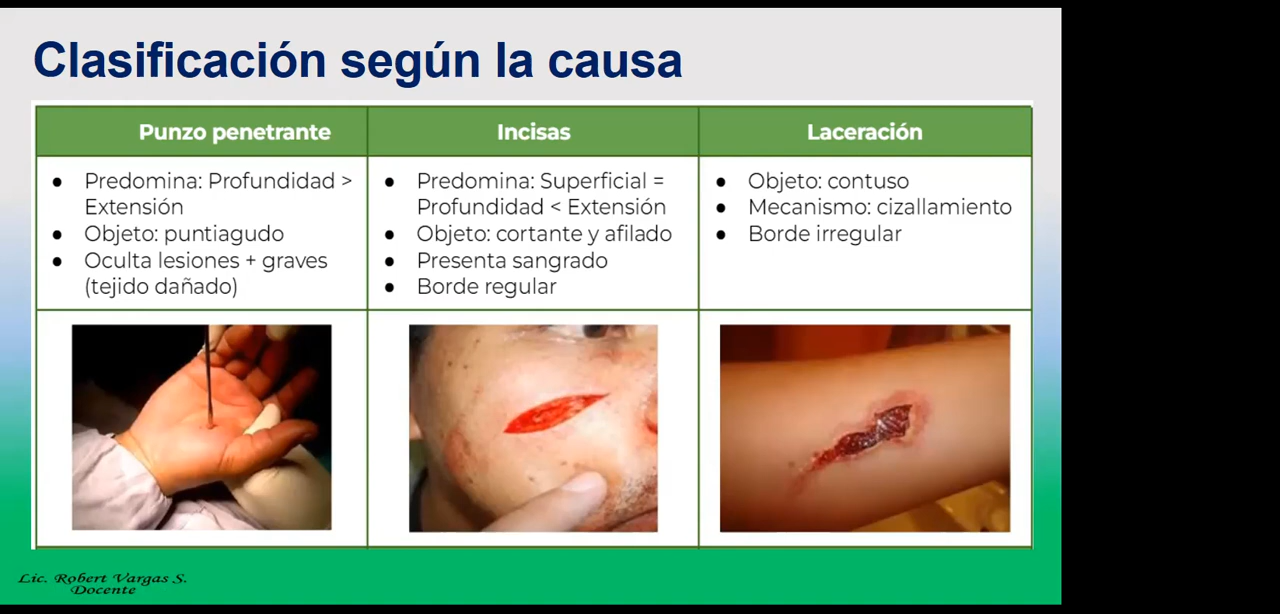 Clasificación según la causa
Punzo penetrante
● Predomina: Profundidad >
Extensión
● Objeto: puntiagudo
● Oculta lesiones + graves
(tejido dañado)
Incisas
● Predomina: Superficial =
Profundidad < Extensión
● Objeto: cortante y afilado
● Presenta sangrado
● Borde regular
Laceración
● Objeto: contuso
● Mecanismo: cizallamiento
● Borde irregular
Lic. Robert Vargas S.
Docente